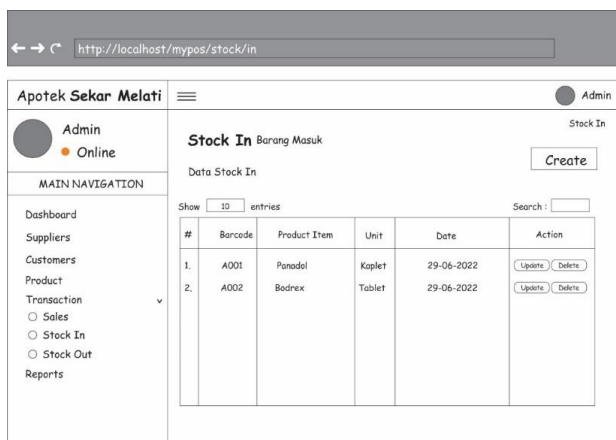 http://localhost/mypos/stock/in
Apotek Sekar Melati
Admin
Admin
Online
MAIN NAVIGATION
Dashboard
Suppliers
Customers
Product
Transaction
Sales
Stock In
Stock Out
Reports
Stock In
Stock In Barang Masuk
Create
Data Stock In
Show 10 entries Search :
# Barcode Product Item Unit Date Action
1. A001 Panadol Kaplet 29-06-2022 Update Delete
2. A002 Bodrex Tablet 29-06-2022 Update Delete